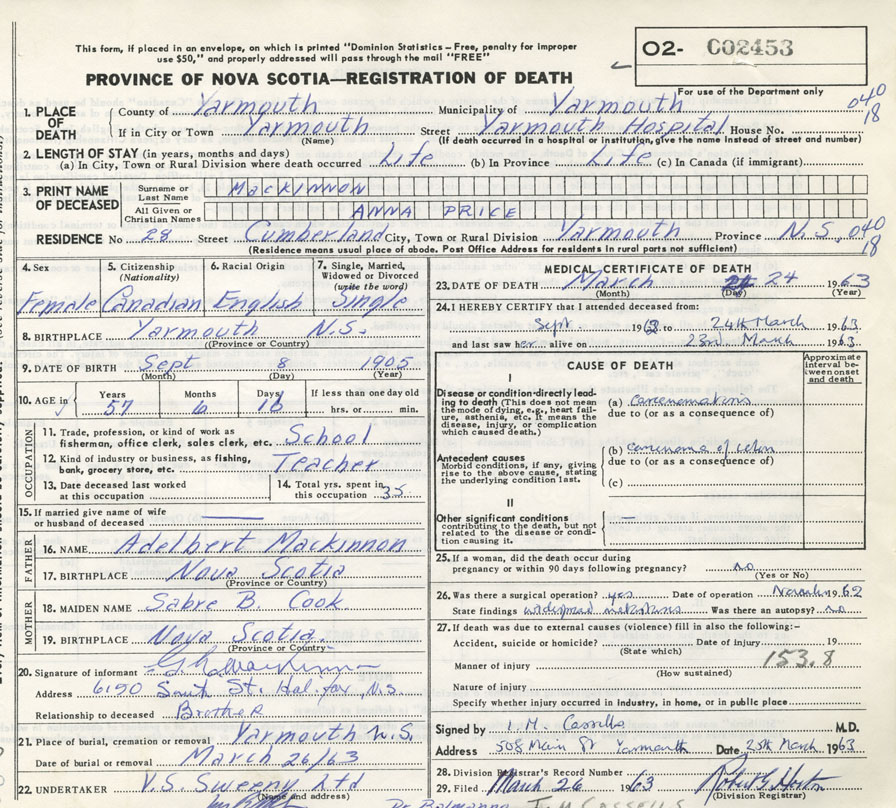 This form, if placed in an envelope, on which is printed "Dominion Statistics – Free, penalty for improper
use $50," and properly addressed will pass through the mail "FREE"
O2- C02453
PROVINCE OF NOVA SCOTIA—REGISTRATION OF DEATH
For use of the Department only
1. PLACE OF DEATH County of Yarmouth Municipality of Yarmouth 040
If in City or Town Yarmouth Street Yarmouth Hospital House No. 18
(Name) (If death occurred in a hospital or institution, give the name instead of street and number)
2. LENGTH OF STAY (in years, months and days)
(a) In City, Town or Rural Division where death occurred Life (b) In Province Life (c) In Canada (if immigrant)
3. PRINT NAME OF DECEASED
Surname or Last Name MacKINNON
All Given or Christian Names ANNA PRICE
RESIDENCE No 28 Street Cumberland City, Town or Rural Division Yarmouth Province N.S. 040
(Residence means usual place of abode. Post Office Address for residents in rural parts not sufficient) 18
4. Sex
Female
5. Citizenship (Nationality)
Canadian
6. Racial Origin
English
7. Single, Married, Widowed or Divorced (write the word)
Single
8. BIRTHPLACE Yarmouth N.S.
(Province or Country)
9. DATE OF BIRTH Sept 8 1905
(Month) (Day) (Year)
10. AGE in Years 57 Months 6 Days 16 If less than one day old
hrs. or min.
OCCUPATION
11. Trade, profession or kind of work as
fisherman, office clerk, sales clerk, etc. School
12. Kind of industry or business, as fishing,
bank, grocery store, etc. Teacher
13. Date deceased last worked
at this occupation
14. Total yrs. spent in
this occupation 35
15. If married give name of wife
or husband of deceased
FATHER
16. NAME Adelbert MacKinnon
17. BIRTHPLACE Nova Scotia
(Province or Country)
MOTHER
18. MAIDEN NAME Sabre B. Cook
19. BIRTHPLACE Nova Scotia
(Province or Country)
20. Signature of informant MacKinnon
Address 6190 South St. Halifax, N.S.
Relationship to deceased Brother
21. Place of burial, cremation or removal Yarmouth N.S.
Date of burial or removal March 26/63
22. UNDERTAKER V.S. Sweeny Ltd
(Name and address)
MEDICAL CERTIFICATE OF DEATH
23. DATE OF DEATH March 24 1963
(Month) (Day) (Year)
24. I HEREBY CERTIFY that I attended deceased from:
Sept 196 to 24th March 1963
and last saw her alive on 23rd March 1963
CAUSE OF DEATH
Approximate interval between onset and death
I
Disease or condition directly leading to death (This does not mean
the mode of dying, e.g., heart failure, asthenia, etc. It means the
disease, injury, or complication
which caused death.)
(a) Carcinomatosis
due to (or as a consequence of)
Antecedent causes
Morbid conditions, if any, giving
rise to the above cause, stating
the underlying condition last.
(b) Carcinoma of colon
due to (or as a consequence of)
(c)
II
Other significant conditions
contributing to the death, but not
related to the disease or condition causing it.
25. If a woman, did the death occur during
pregnancy or within 90 days following pregnancy? no
(Yes or No)
26. Was there a surgical operation? yes Date of operation 1962
State findings widespread metastases Was there an autopsy? no
27. If death was due to external causes (violence) fill in also the following:-
Accident, suicide or homicide? Date of injury 19
(State which)
Manner of injury 153.8
(How sustained)
Nature of injury
Specify whether injury occurred in industry, in home, or in public place
Signed by I. M. Cassells M.D.
Address 508 Main St Yarmouth Date 25th March 1963
28. Division Registrar's Record Number
29. Filed March 26 1963
(Division Registrar)
Dr Balmanno I M CASSELLS